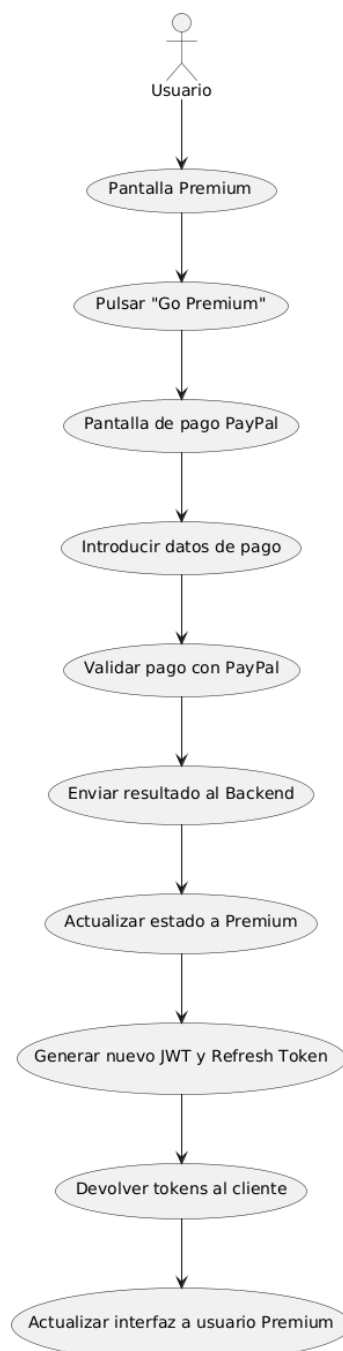 Usuario
Pantalla Premium
Pulsar "Go Premium"
Pantalla de pago PayPal
Introducir datos de pago
Validar pago con PayPal
Enviar resultado al Backend
Actualizar estado a Premium
Generar nuevo JWT y Refresh Token
Devolver tokens al cliente
Actualizar interfaz a usuario Premium